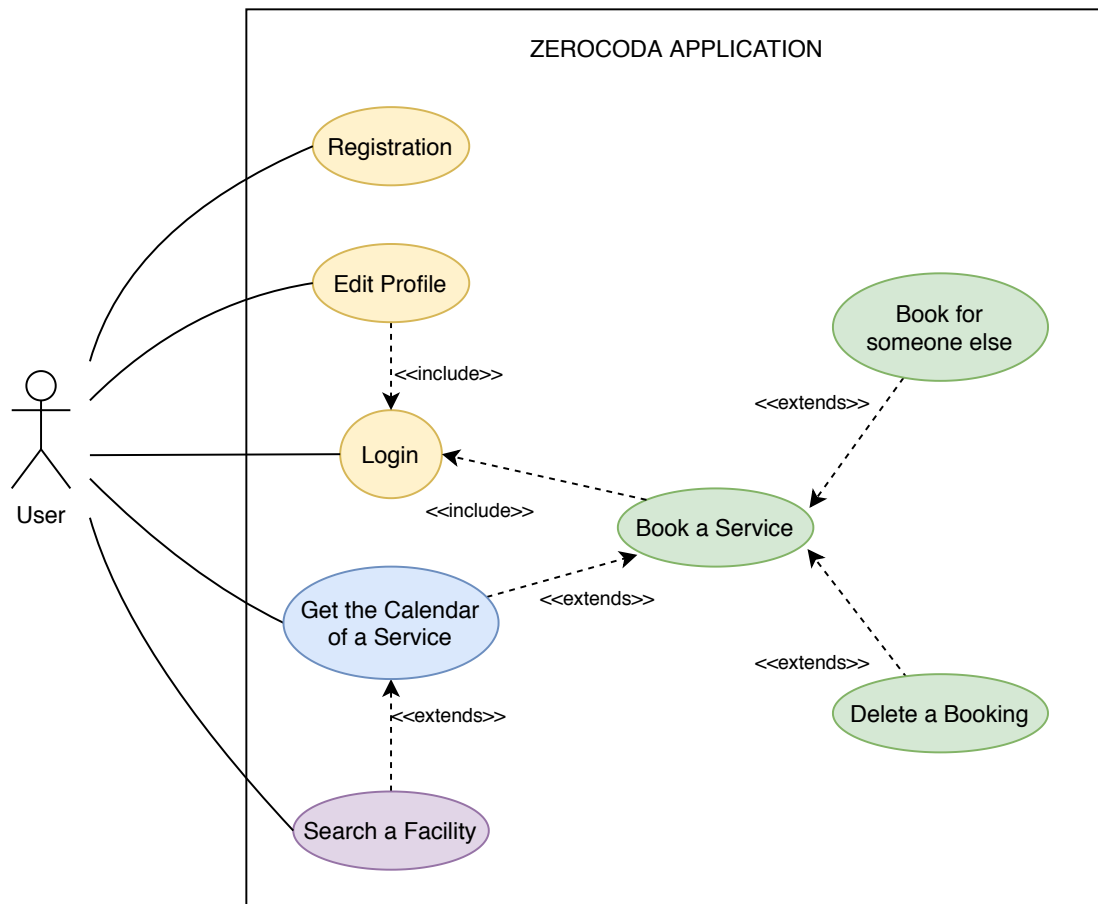 ZEROCODA APPLICATION
Registration
Edit Profile
<<include>>
Login
User
Book for
someone else
<<extends>>
<<include>>
Book a Service
Get the Calendar
of a Service
<<extends>>
<<extends>>
Delete a Booking
<<extends>>
Search a Facility